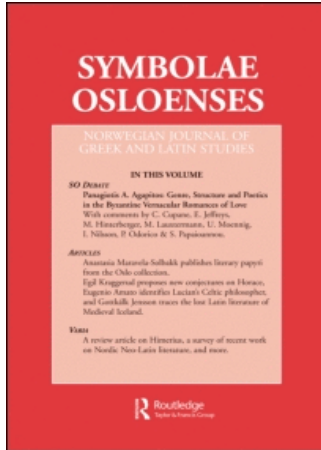 SYMBOLAE
OSLOENSES
NORWEGIAN JOURNAL OF
GREEK AND LATIN STUDIES
IN THIS VOLUME
SO DEBATE
Panagiotis A. Agapitos: Genre, Structure and Poetics
in the Byzantine Vernacular Romances of Love
With comments by C. Cupane, E. Jeffreys,
M. Hinterberger, M. Lauxtermann, U. Moennig,
I. Nilsson, P. Odorico & S. Papaioannou.
ARTICLES
Anastasia Maravela-Solbakk publishes literary papyri
from the Oslo collection,
Egil Kraggerud proposes new conjectures on Horace,
Eugenio Amato identifies Lucian's Celtic philosopher,
and Gottskálk Jensson traces the lost Latin literature of
Medieval Iceland.
VARIA
A review article on Himerius, a survey of recent work
on Nordic Neo-Latin literature, and more.
R Routledge
Taylor & Francis Group